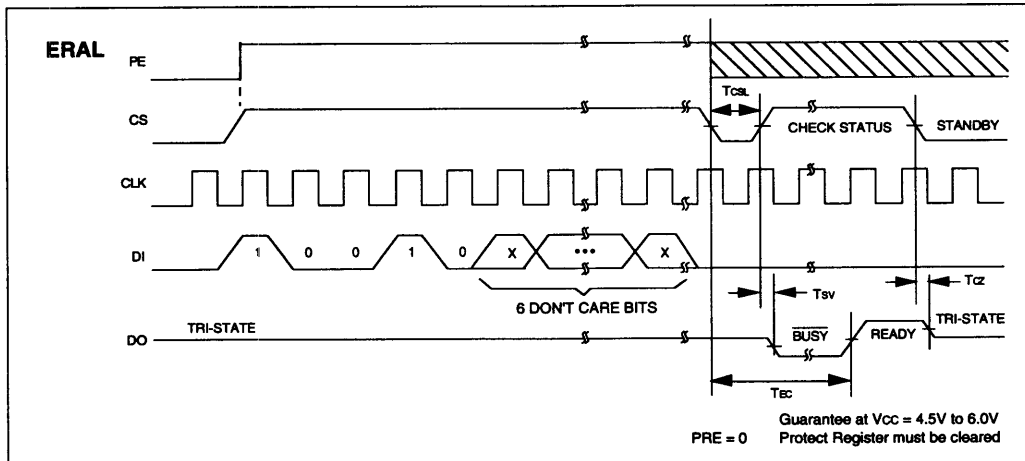 ERAL
PE
TCSL
CS
CHECK STATUS
STANDBY
CLK
DI
1 0 0 1 0 X ••• X
6 DON'T CARE BITS
TSV
TCZ
DO
TRI-STATE
BUSY
READY
TRI-STATE
TEC
Guarantee at VCC = 4.5V to 6.0V
PRE = 0 Protect Register must be cleared